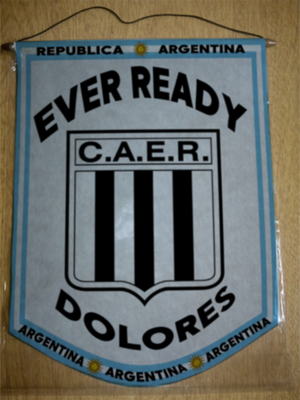 REPUBLICA ARGENTINA
EVER READY
C.A.E.R.
DOLORES
ARGENTINA ARGENTINA ARGENTINA